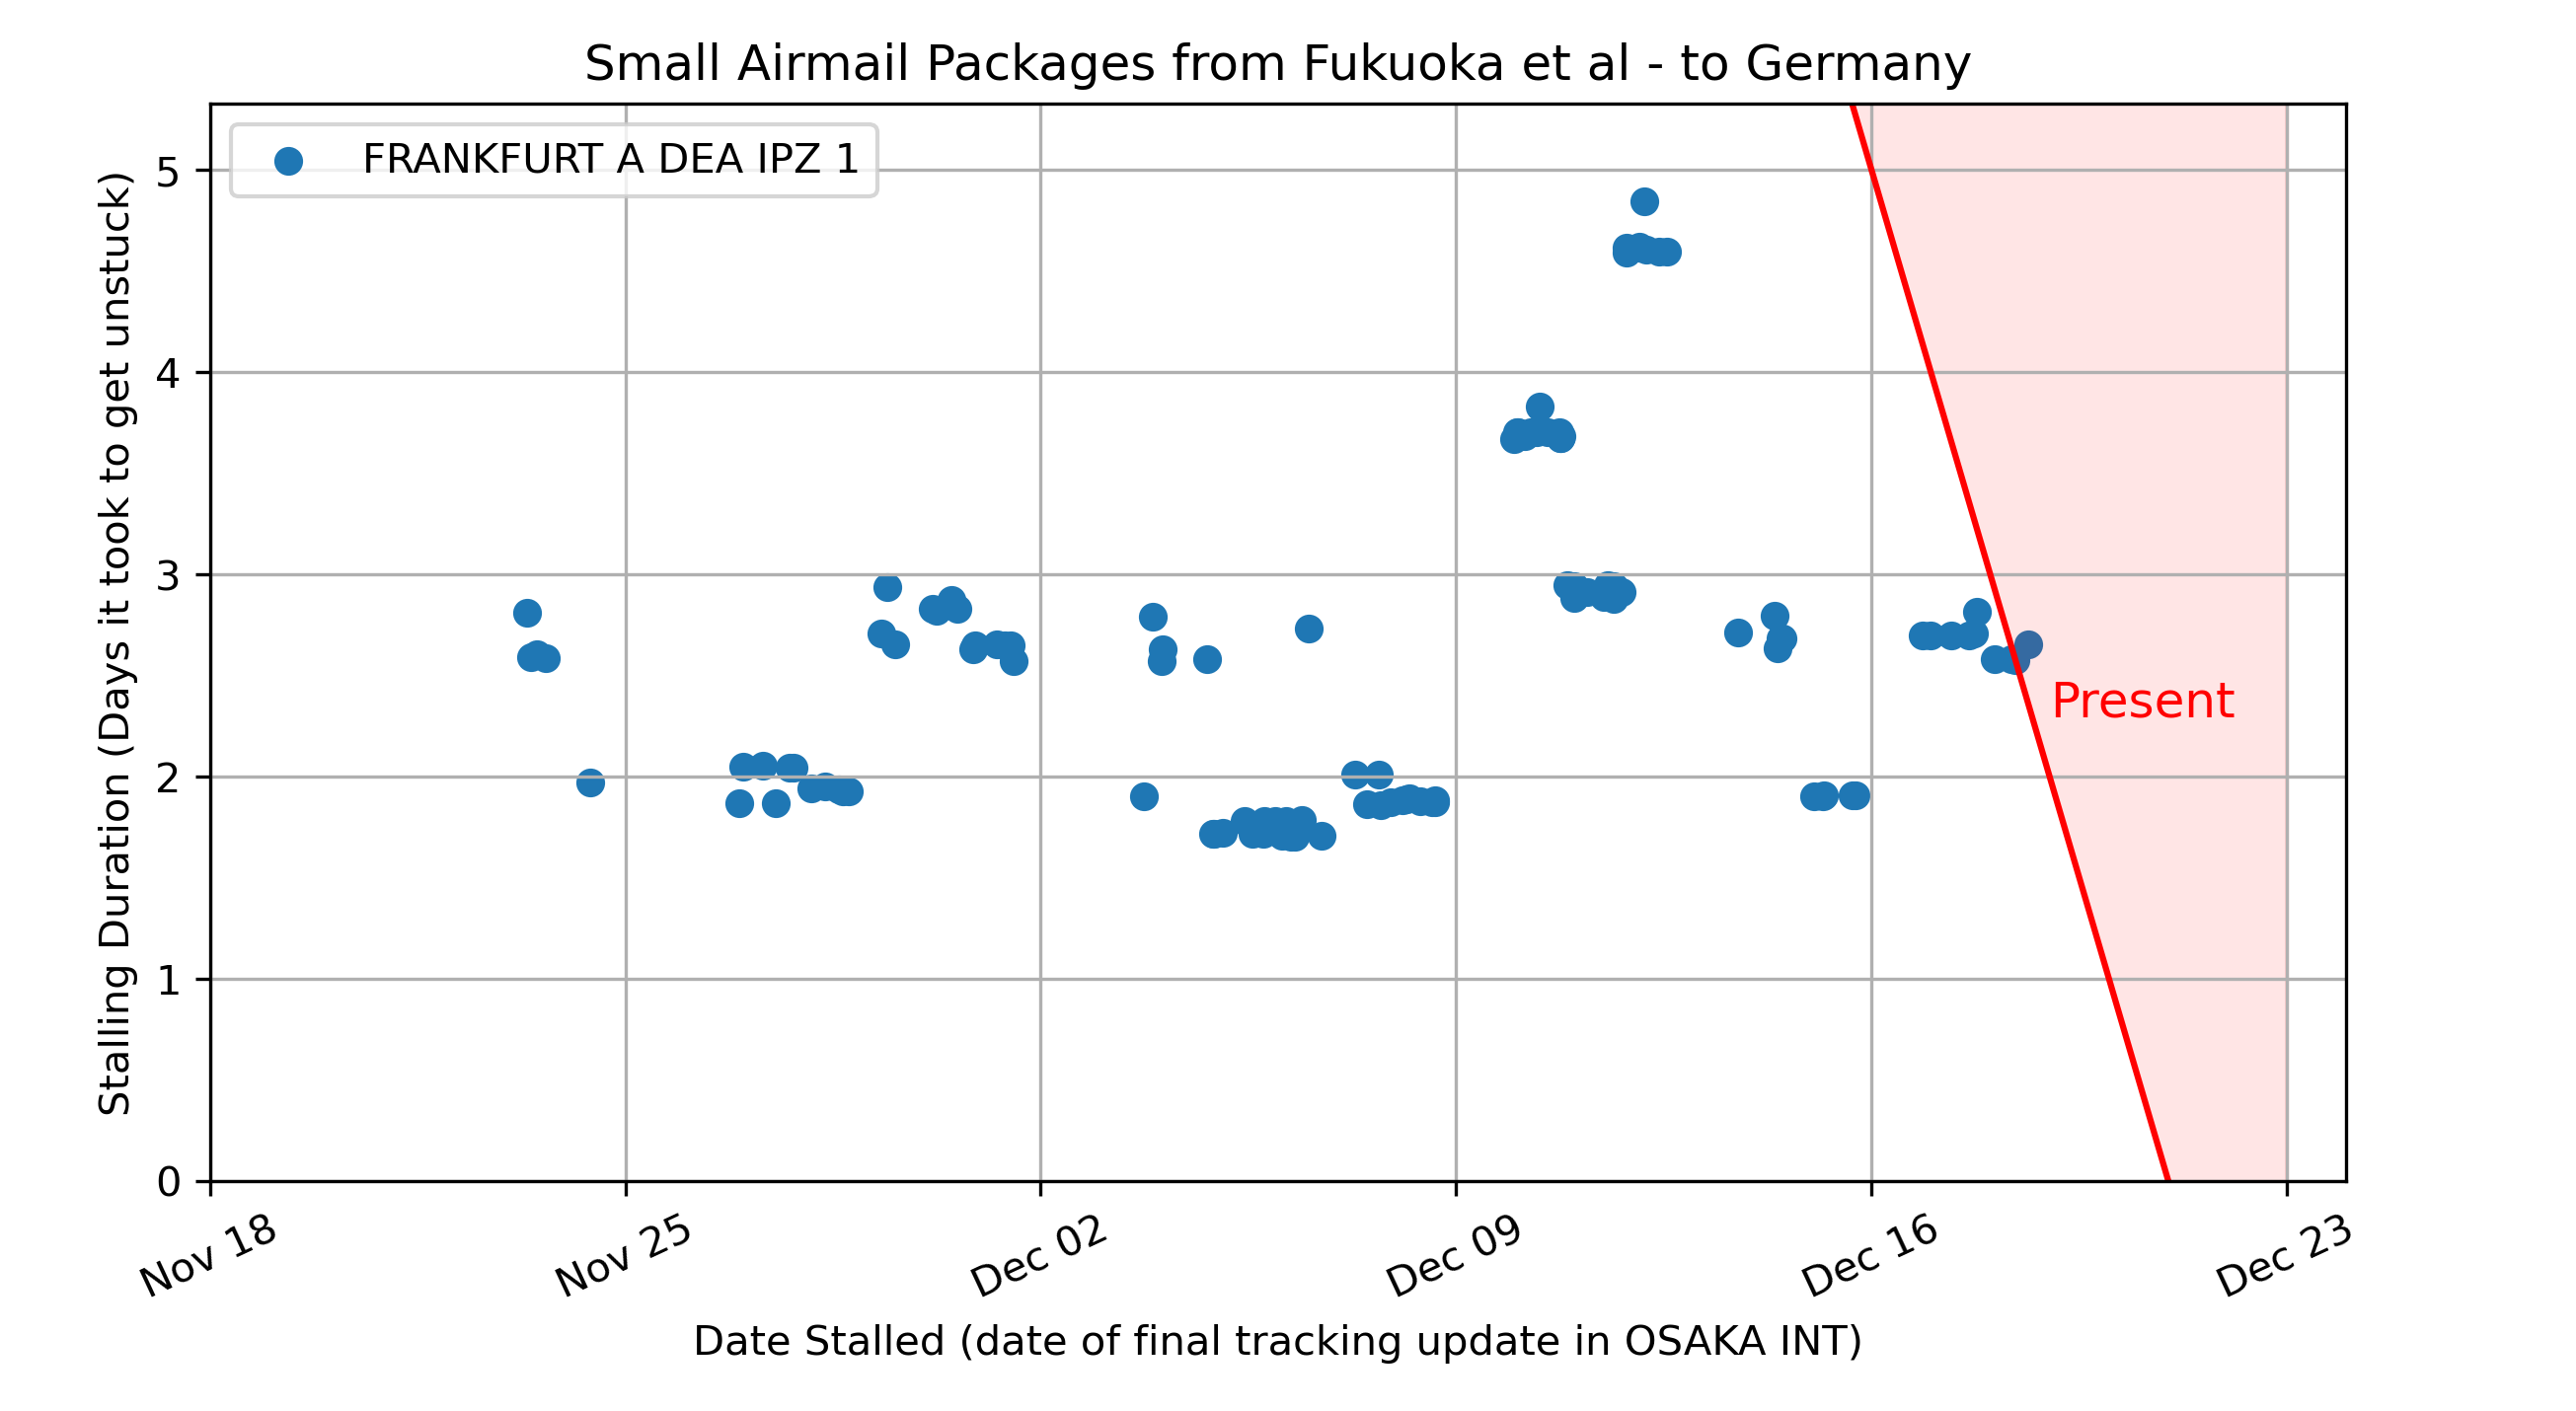 Small Airmail Packages from Fukuoka et al - to Germany
FRANKFURT A DEA IPZ 1
Stalling Duration (Days it took to get unstuck)
5
4
3
2
1
0
Present
Nov 18
Nov 25
Dec 02
Dec 09
Dec 16
Dec 23
Date Stalled (date of final tracking update in OSAKA INT)